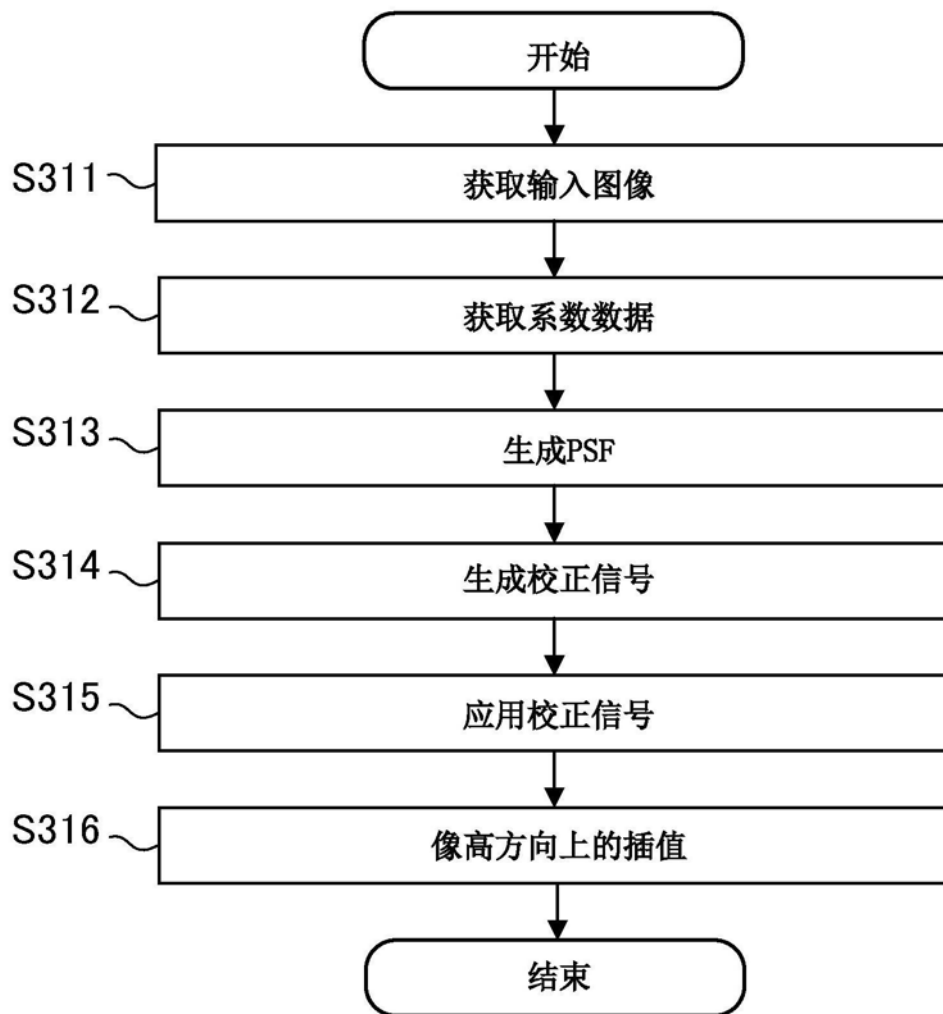 开始
S311
获取输入图像
S312
获取系数数据
S313
生成PSF
S314
生成校正信号
S315
应用校正信号
S316
像高方向上的插值
结束